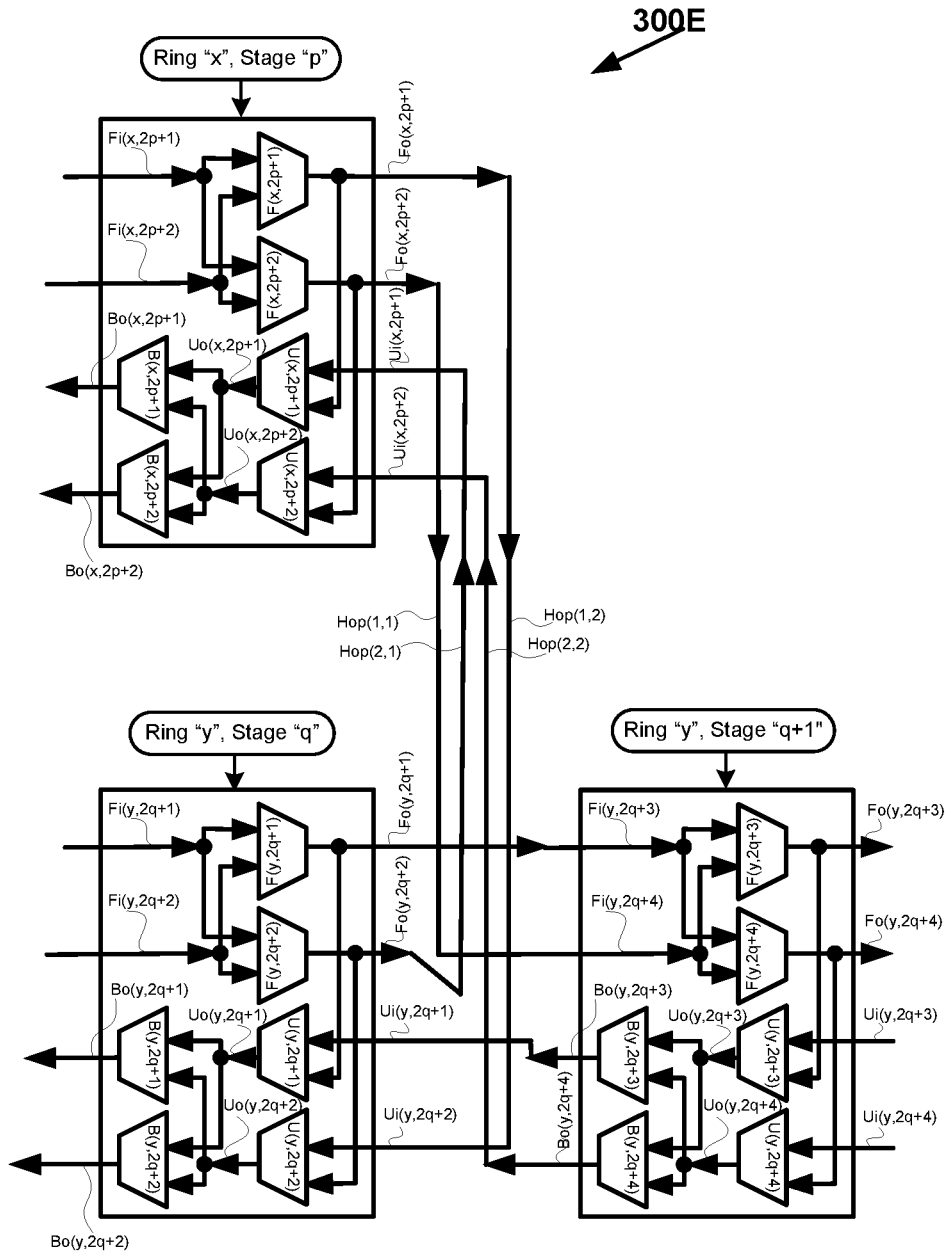 300E
Ring “x”, Stage “p”
Fi(x,2p+1)
Fo(x,2p+1)
F(x,2p+1)
Fi(x,2p+2)
Fo(x,2p+2)
F(x,2p+2)
Bo(x,2p+1)
Uo(x,2p+1)
Ui(x,2p+1)
B(x,2p+1)
U(x,2p+1)
Uo(x,2p+2)
Ui(x,2p+2)
B(x,2p+2)
U(x,2p+2)
Bo(x,2p+2)
Hop(1,1)
Hop(1,2)
Hop(2,1)
Hop(2,2)
Ring “y”, Stage “q”
Ring “y”, Stage “q+1"
Fi(y,2q+1)
Fo(y,2q+1)
F(y,2q+1)
Fi(y,2q+3)
F(y,2q+3)
Fo(y,2q+3)
Fi(y,2q+2)
Fo(y,2q+2)
F(y,2q+2)
Fi(y,2q+4)
F(y,2q+4)
Fo(y,2q+4)
Bo(y,2q+1)
Uo(y,2q+1)
Ui(y,2q+1)
B(y,2q+1)
U(y,2q+1)
Bo(y,2q+3)
Uo(y,2q+3)
Ui(y,2q+3)
B(y,2q+3)
U(y,2q+3)
Uo(y,2q+2)
Ui(y,2q+2)
B(y,2q+2)
U(y,2q+2)
Bo(y,2q+4)
Uo(y,2q+4)
Ui(y,2q+4)
B(y,2q+4)
U(y,2q+4)
Bo(y,2q+2)